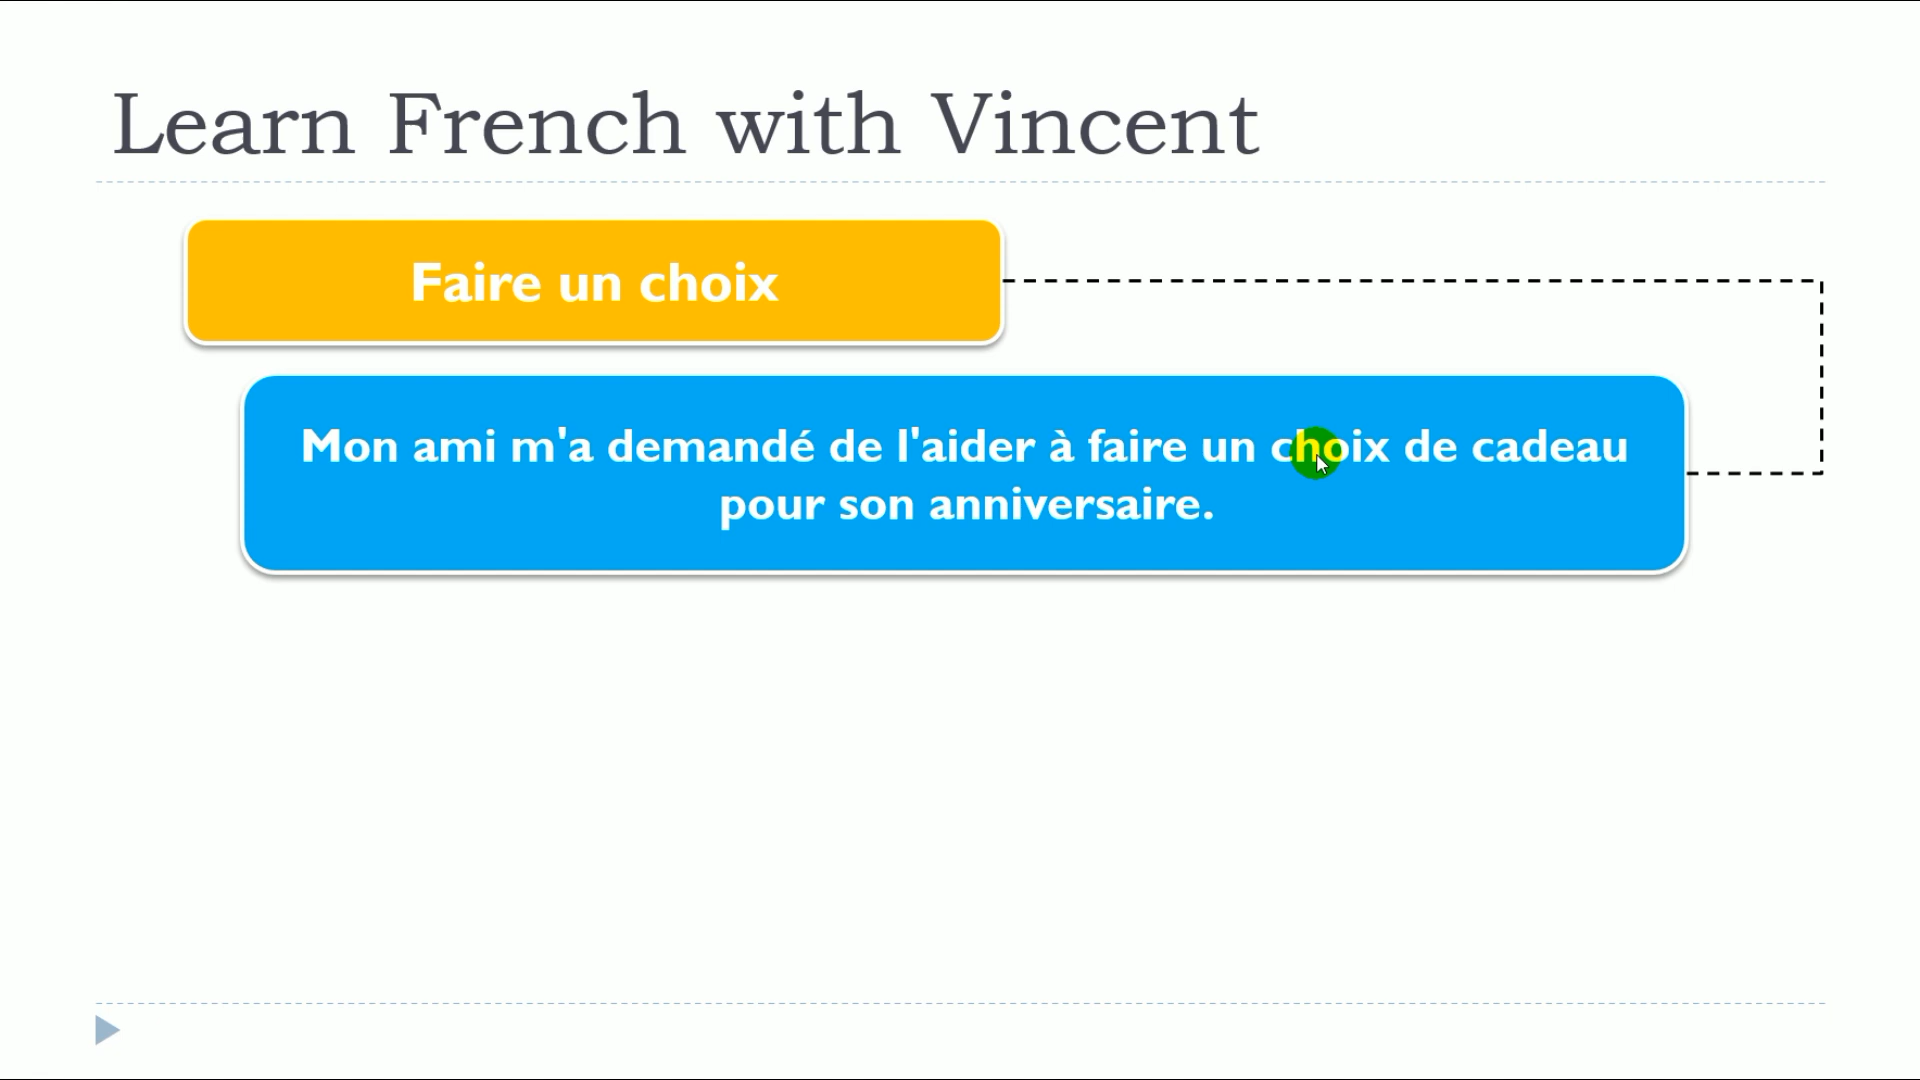 Learn French with Vincent
Faire un choix
Mon ami m'a demandé de l'aider à faire un choix de cadeau
pour son anniversaire.